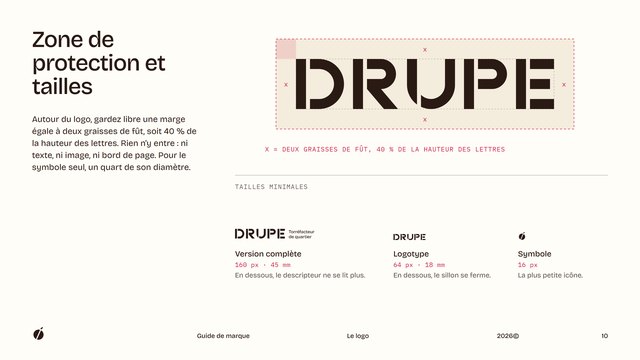 Zone de
protection et
tailles
Autour du logo, gardez libre une marge
égale à deux graisses de fût, soit 40 % de
la hauteur des lettres. Rien n'y entre : ni
texte, ni image, ni bord de page. Pour le
symbole seul, un quart de son diamètre.
X
X DRUPE X
X
X = DEUX GRAISSES DE FÛT, 40 % DE LA HAUTEUR DES LETTRES
TAILLES MINIMALES
DRUPE Torréfacteur
de quartier
Version complète
160 px · 45 mm
En dessous, le descripteur ne se lit plus.
DRUPE
Logotype
64 px · 18 mm
En dessous, le sillon se ferme.
Symbole
16 px
La plus petite icône.
Guide de marque
Le logo
2026©
10